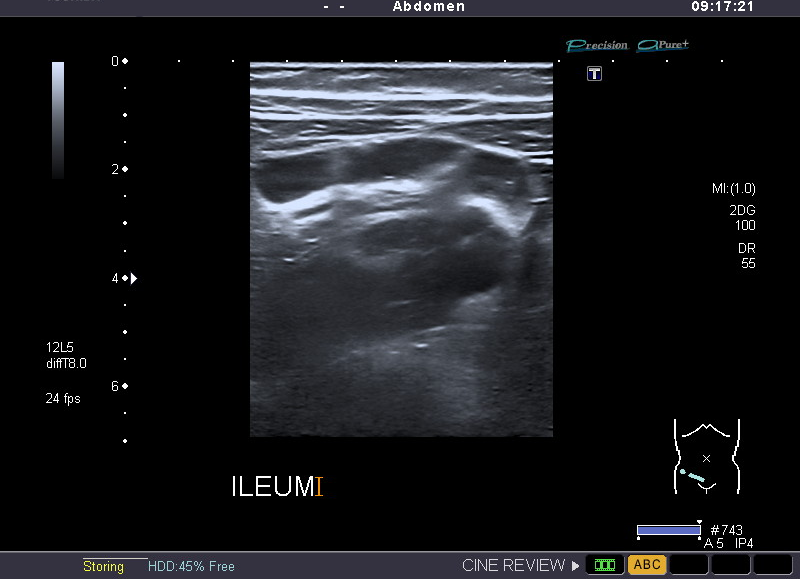 - -
Abdomen
09:17:21
Precision APure+
T
0
2
4
6
MI:(1.0)
2DG
100
DR
55
12L5
diffT8.0
24 fps
ILEUM
#743
A 5 IP4
Storing HDD:45% Free
CINE REVIEW
ABC